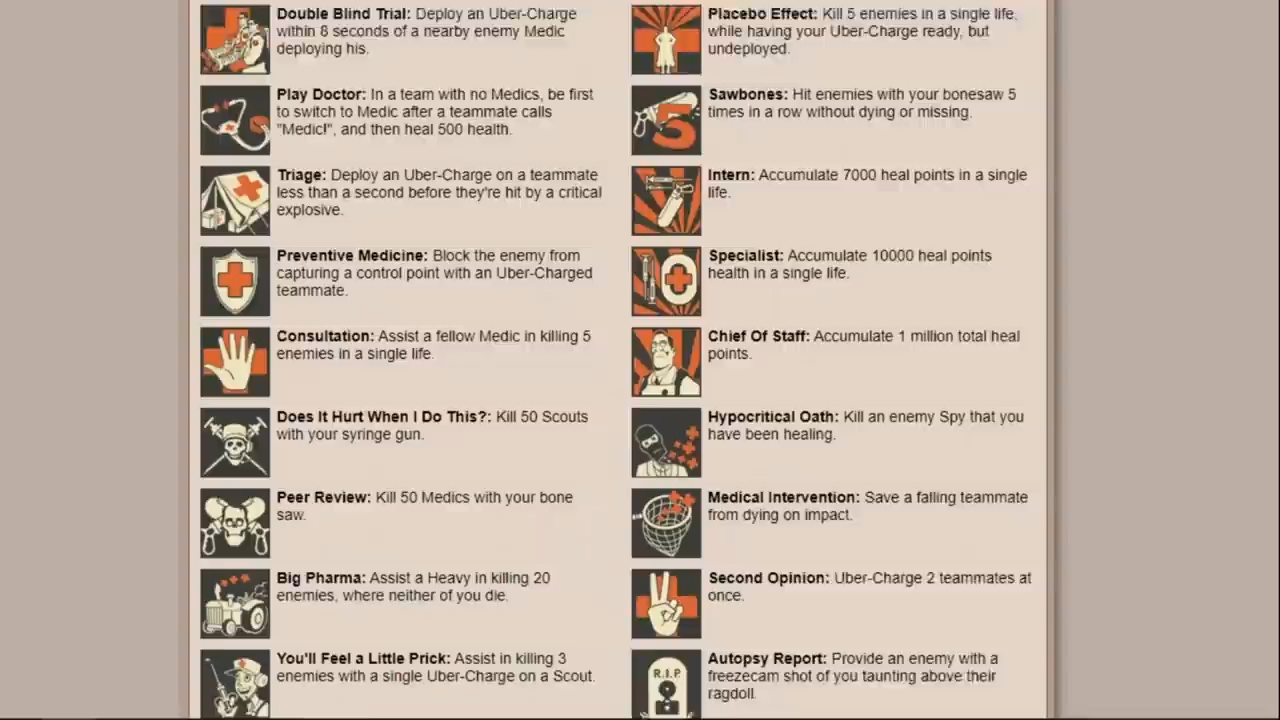 Double Blind Trial: Deploy an Uber-Charge
within 8 seconds of a nearby enemy Medic
deploying his.
Play Doctor: In a team with no Medics, be first
to switch to Medic after a teammate calls
"Medic!", and then heal 500 health.
Triage: Deploy an Uber-Charge on a teammate
less than a second before they're hit by a critical
explosive.
Preventive Medicine: Block the enemy from
capturing a control point with an Uber-Charged
teammate.
Consultation: Assist a fellow Medic in killing 5
enemies in a single life.
Does It Hurt When I Do This?: Kill 50 Scouts
with your syringe gun.
Peer Review: Kill 50 Medics with your bone
saw.
Big Pharma: Assist a Heavy in killing 20
enemies, where neither of you die.
You'll Feel a Little Prick: Assist in killing 3
enemies with a single Uber-Charge on a Scout.
Placebo Effect: Kill 5 enemies in a single life,
while having your Uber-Charge ready, but
undeployed.
5
Sawbones: Hit enemies with your bonesaw 5
times in a row without dying or missing.
Intern: Accumulate 7000 heal points in a single
life.
Specialist: Accumulate 10000 heal points
health in a single life.
Chief Of Staff: Accumulate 1 million total heal
points.
Hypocritical Oath: Kill an enemy Spy that you
have been healing.
Medical Intervention: Save a falling teammate
from dying on impact.
Second Opinion: Uber-Charge 2 teammates at
once.
R.I.P.
Autopsy Report: Provide an enemy with a
freezecam shot of you taunting above their
ragdoll.